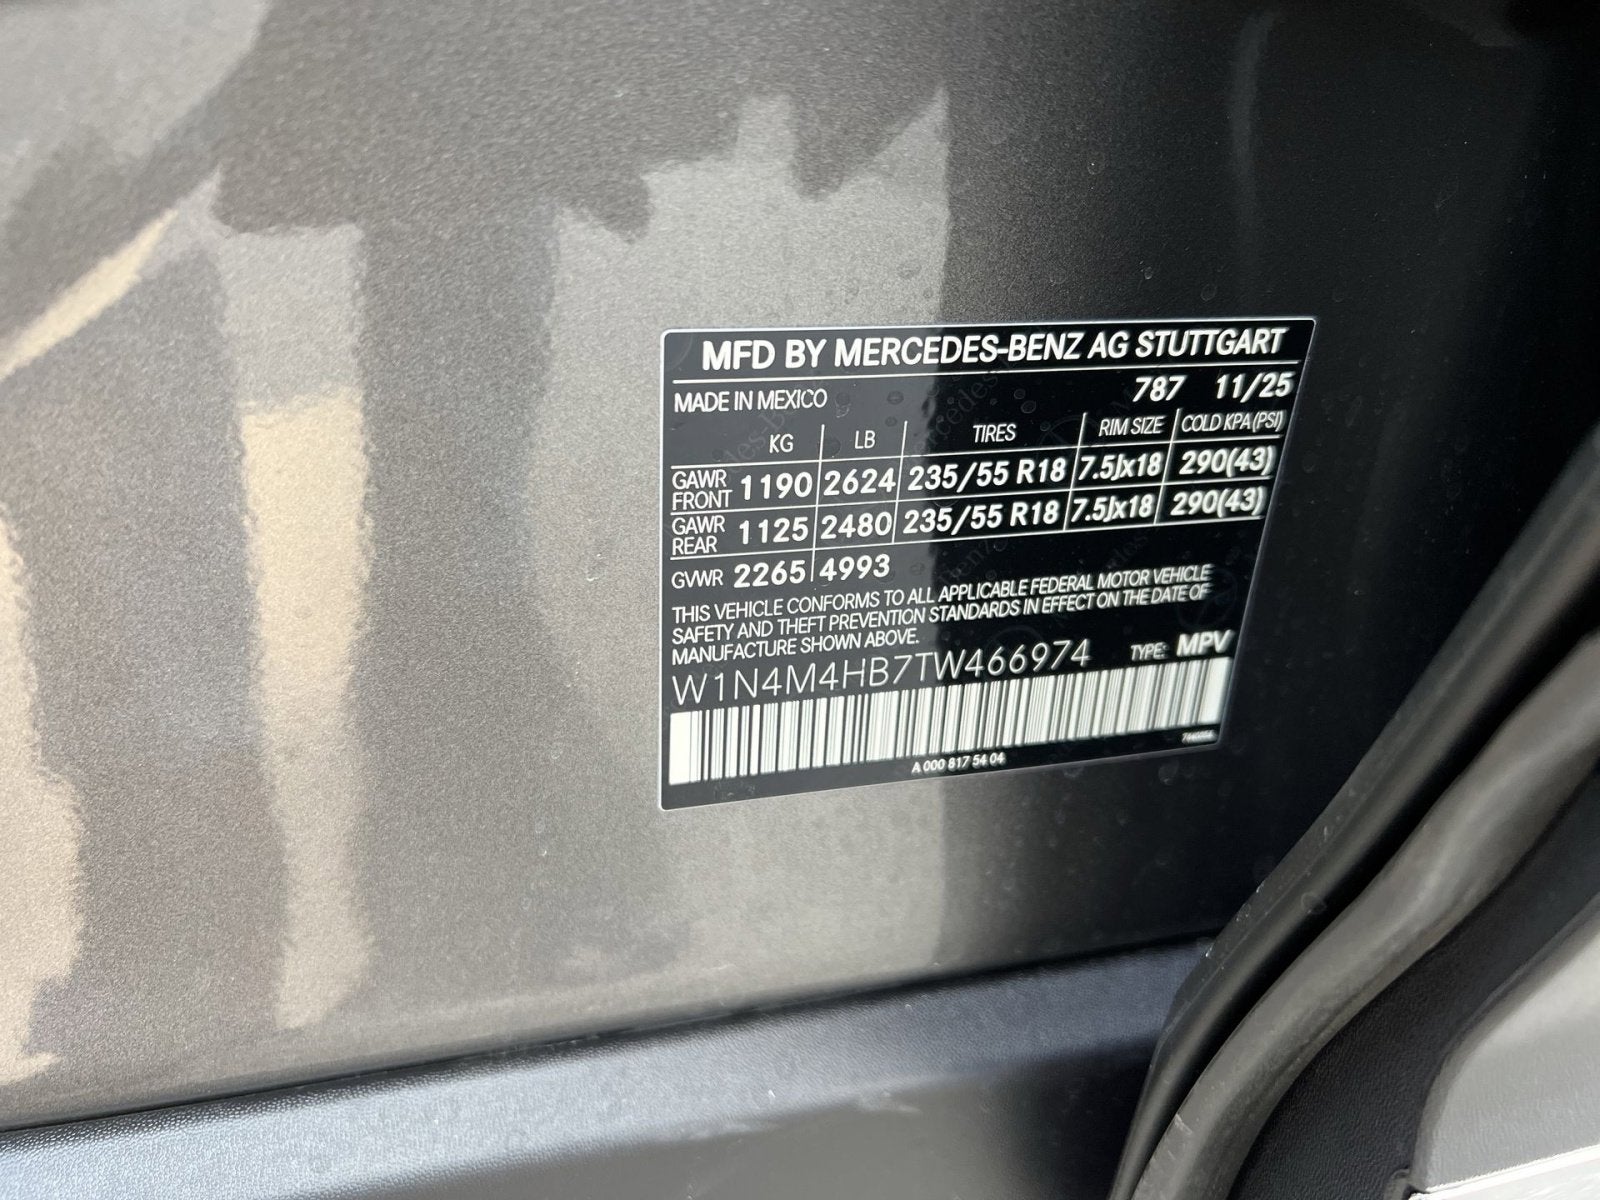 MFD BY MERCEDES-BENZ AG STUTTGART
MADE IN MEXICO 787 11/25
KG LB TIRES RIM SIZE COLD KPA(PSI)
GAWR FRONT 1190 2624 235/55 R18 7.5Jx18 290(43)
GAWR REAR 1125 2480 235/55 R18 7.5Jx18 290(43)
GVWR 2265 4993
THIS VEHICLE CONFORMS TO ALL APPLICABLE FEDERAL MOTOR VEHICLE
SAFETY AND THEFT PREVENTION STANDARDS IN EFFECT ON THE DATE OF
MANUFACTURE SHOWN ABOVE.
W1N4M4HB7TW466974 TYPE: MPV
A 000 817 54 04